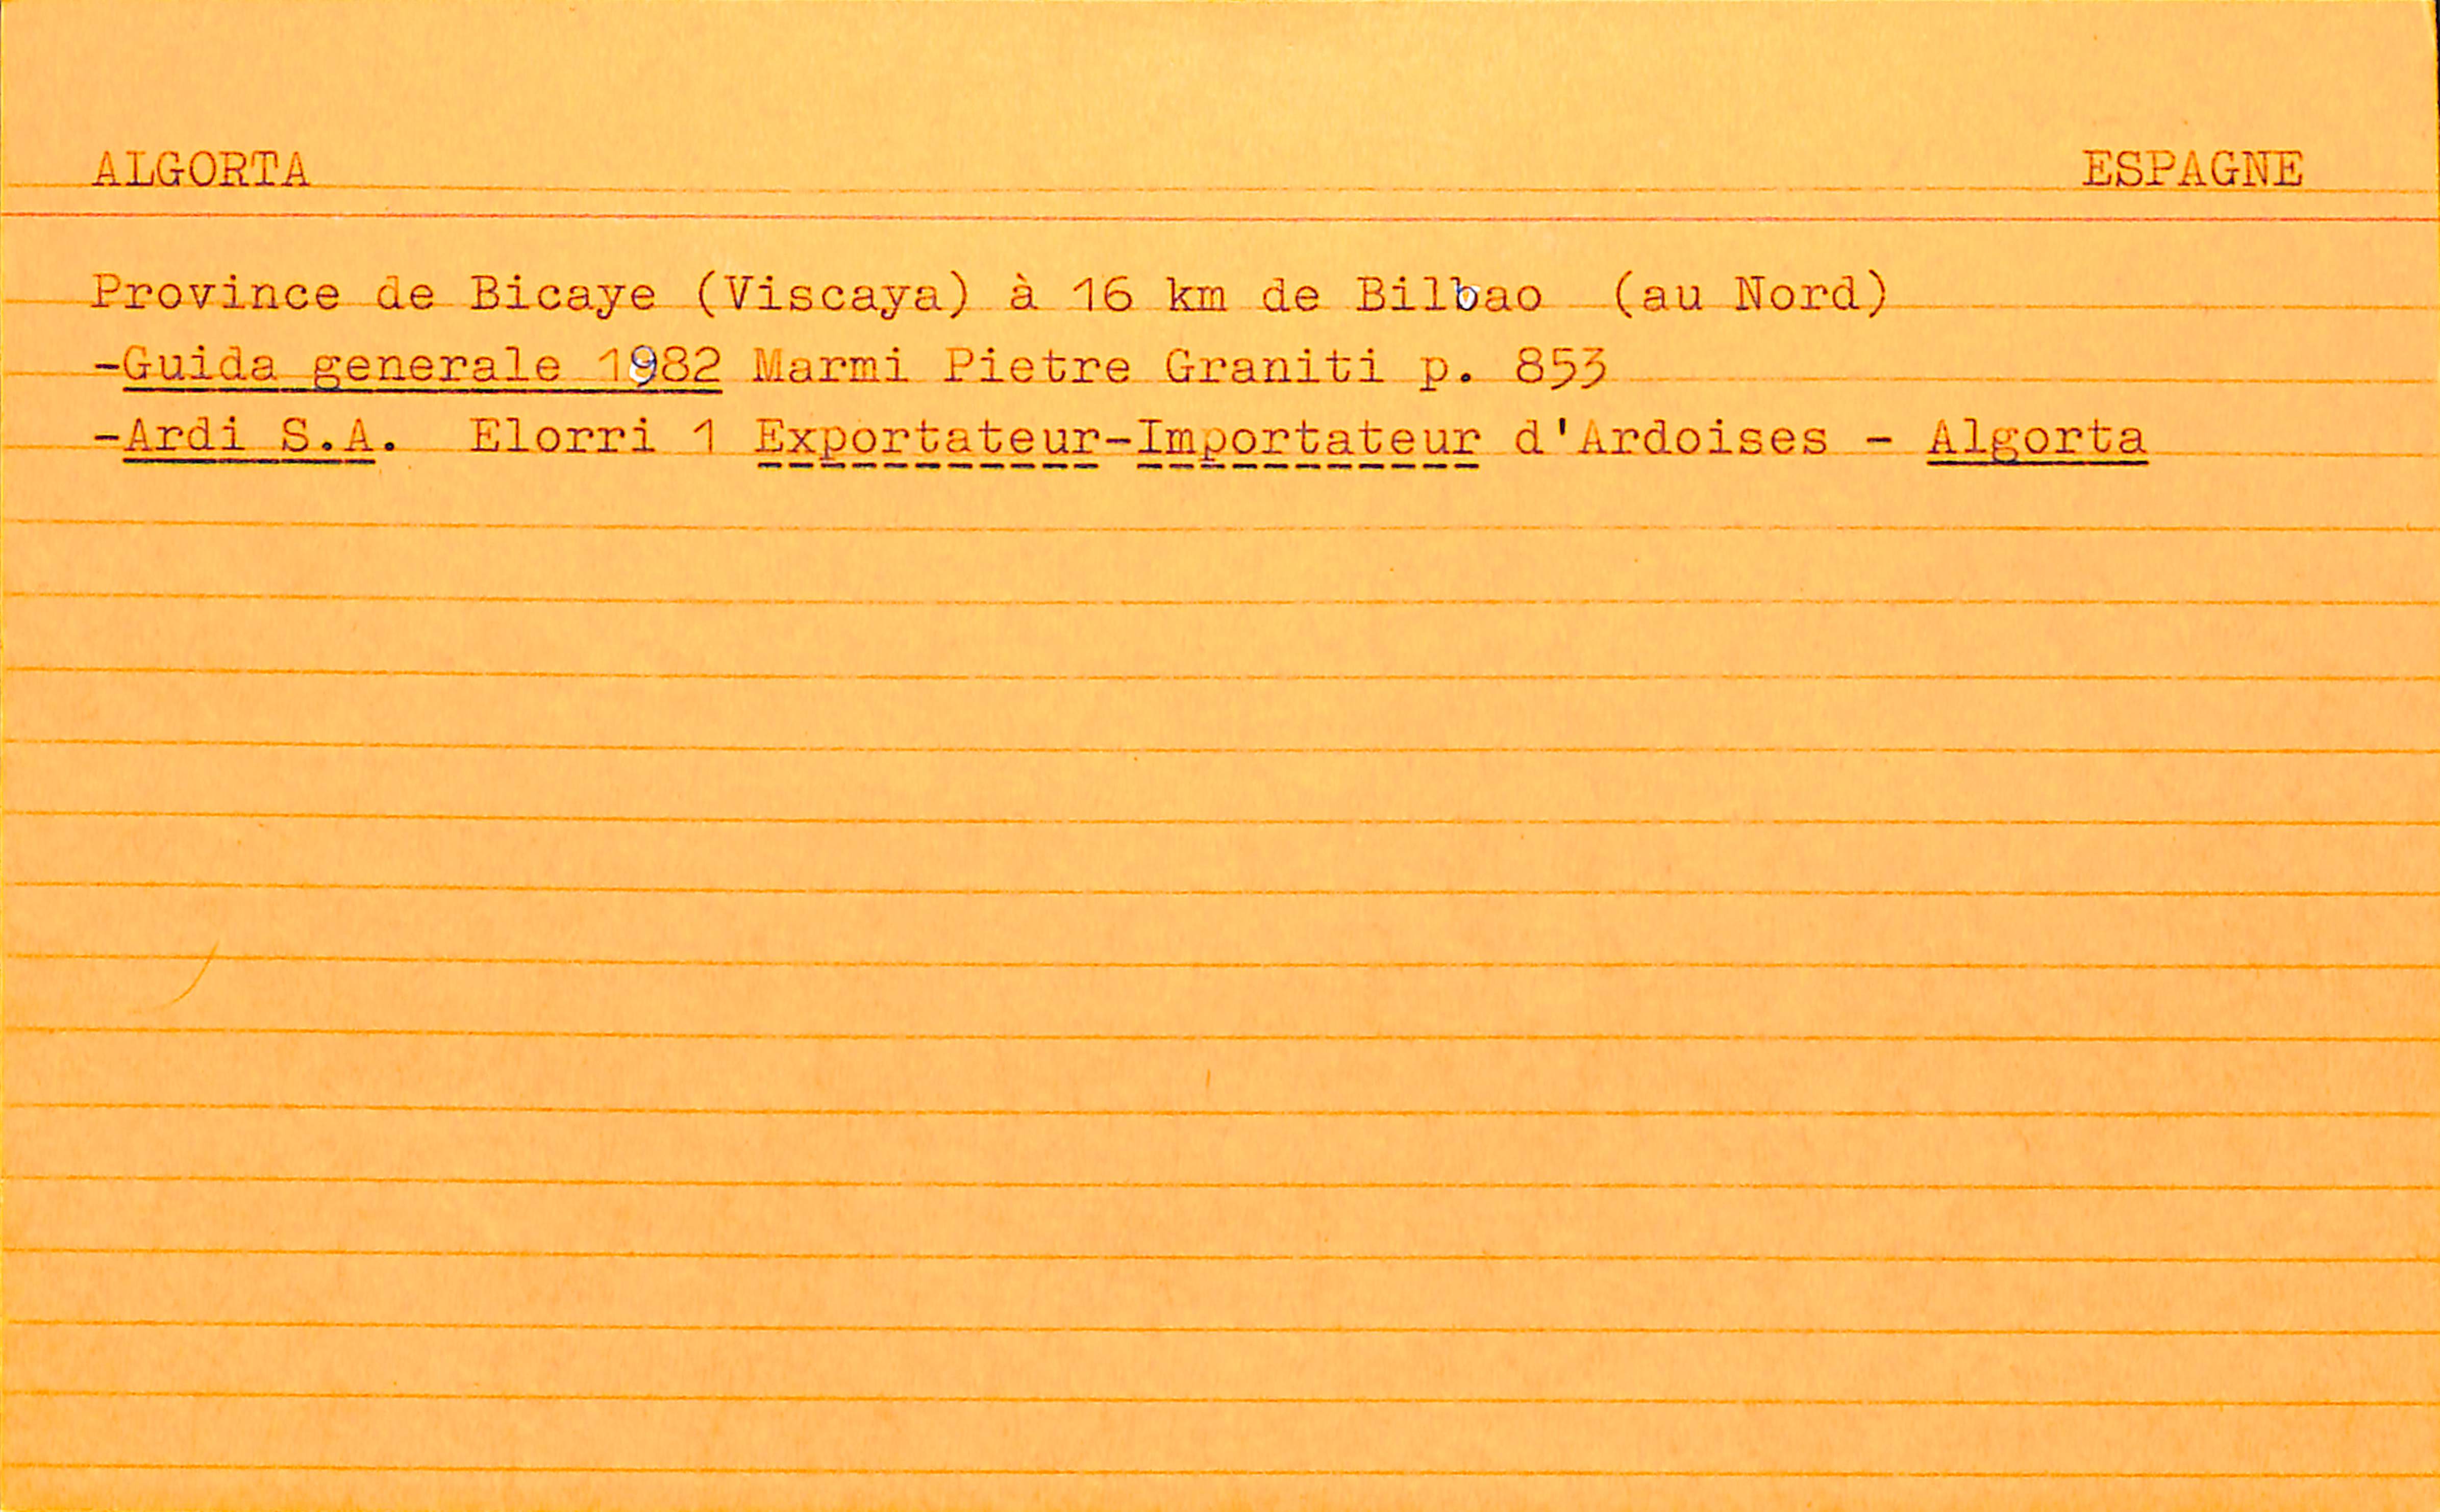 ALGORTA ESPAGNE
Province de Bicaye (Viscaya) à 16 km de Bilbao (au Nord)
-Guida generale 1982 Marmi Pietre Graniti p. 853
-Ardi S.A. Elorri 1 Exportateur-Importateur d'Ardoises - Algorta